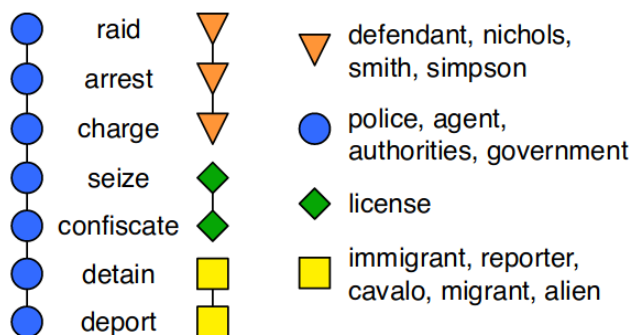 raid
arrest
charge
seize
confiscate
detain
deport
defendant, nichols,
smith, simpson
police, agent,
authorities, government
license
immigrant, reporter,
cavalo, migrant, alien